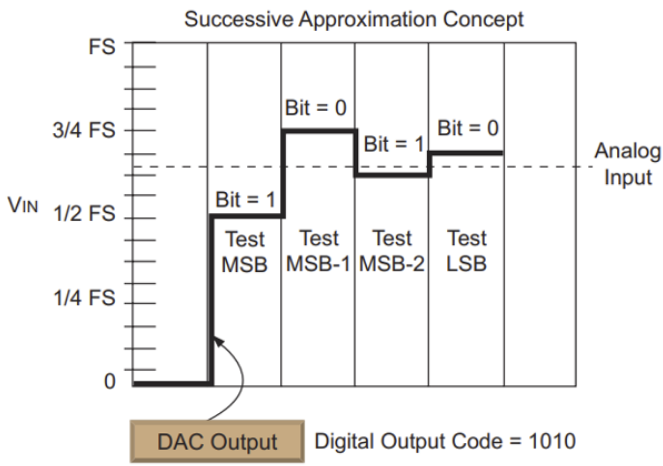 Successive Approximation Concept
FS
3/4 FS
VIN
1/2 FS
1/4 FS
0
Bit = 1
Bit = 0
Bit = 1
Bit = 0
Analog
Input
Test
MSB
Test
MSB-1
Test
MSB-2
Test
LSB
DAC Output
Digital Output Code = 1010